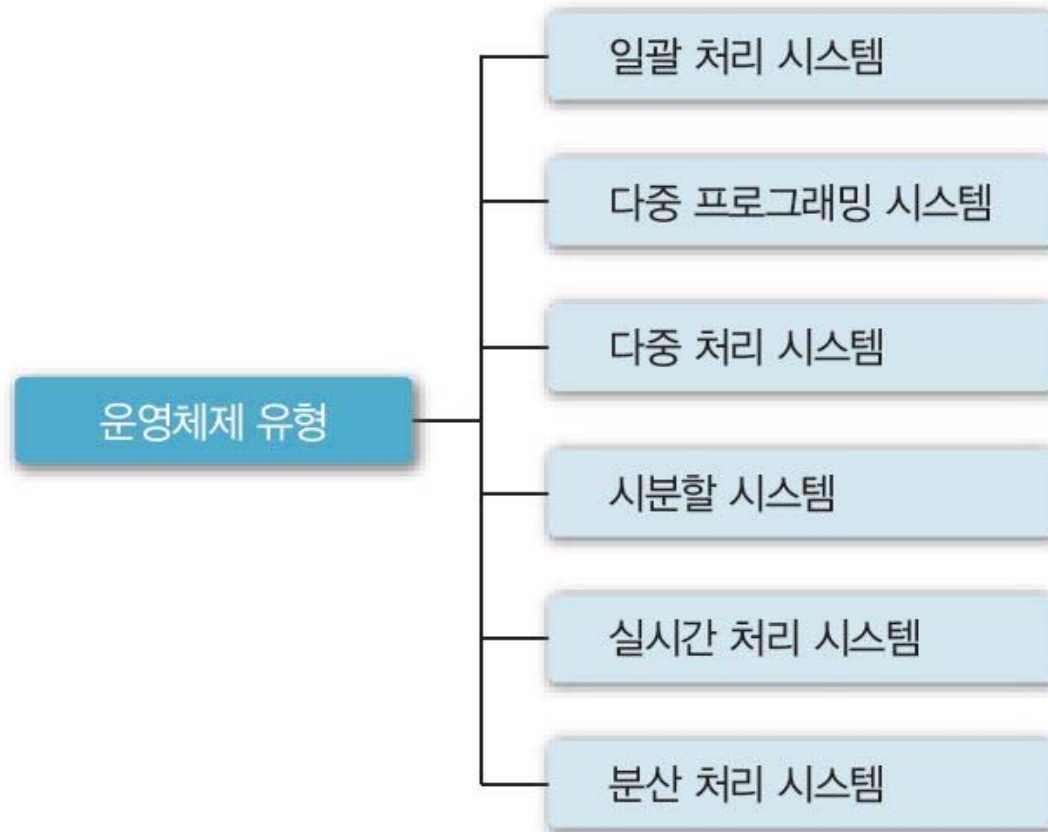 운영체제 유형
일괄 처리 시스템
다중 프로그래밍 시스템
다중 처리 시스템
시분할 시스템
실시간 처리 시스템
분산 처리 시스템